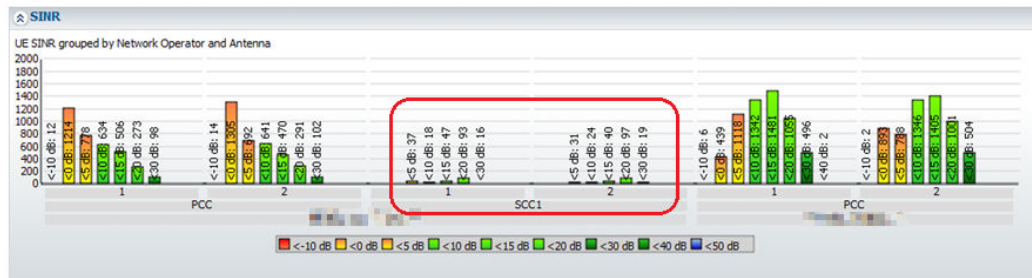 SINR
UE SINR grouped by Network Operator and Antenna
2000
1800
1600
1400
1200
1000
800
600
400
200
0
<-10 dB: 12
<0 dB: 1214
<5 dB: 778
<10 dB: 634
<15 dB: 506
<20 dB: 273
<30 dB: 98
<-10 dB: 14
<0 dB: 1305
<5 dB: 692
<10 dB: 641
<15 dB: 470
<20 dB: 291
<30 dB: 102
<5 dB: 37
<10 dB: 18
<15 dB: 47
<20 dB: 93
<30 dB: 16
<5 dB: 31
<10 dB: 24
<15 dB: 40
<20 dB: 97
<30 dB: 19
<-10 dB: 6
<0 dB: 439
<5 dB: 1118
<10 dB: 1342
<15 dB: 1481
<20 dB: 1055
<30 dB: 496
<40 dB: 2
<-10 dB: 2
<0 dB: 893
<10 dB: 1346
<15 dB: 1405
<20 dB: 1001
<30 dB: 504
1 2 1 2 1 2
PCC SCC1 PCC
<-10 dB <0 dB <5 dB <10 dB <15 dB <20 dB <30 dB <40 dB <50 dB